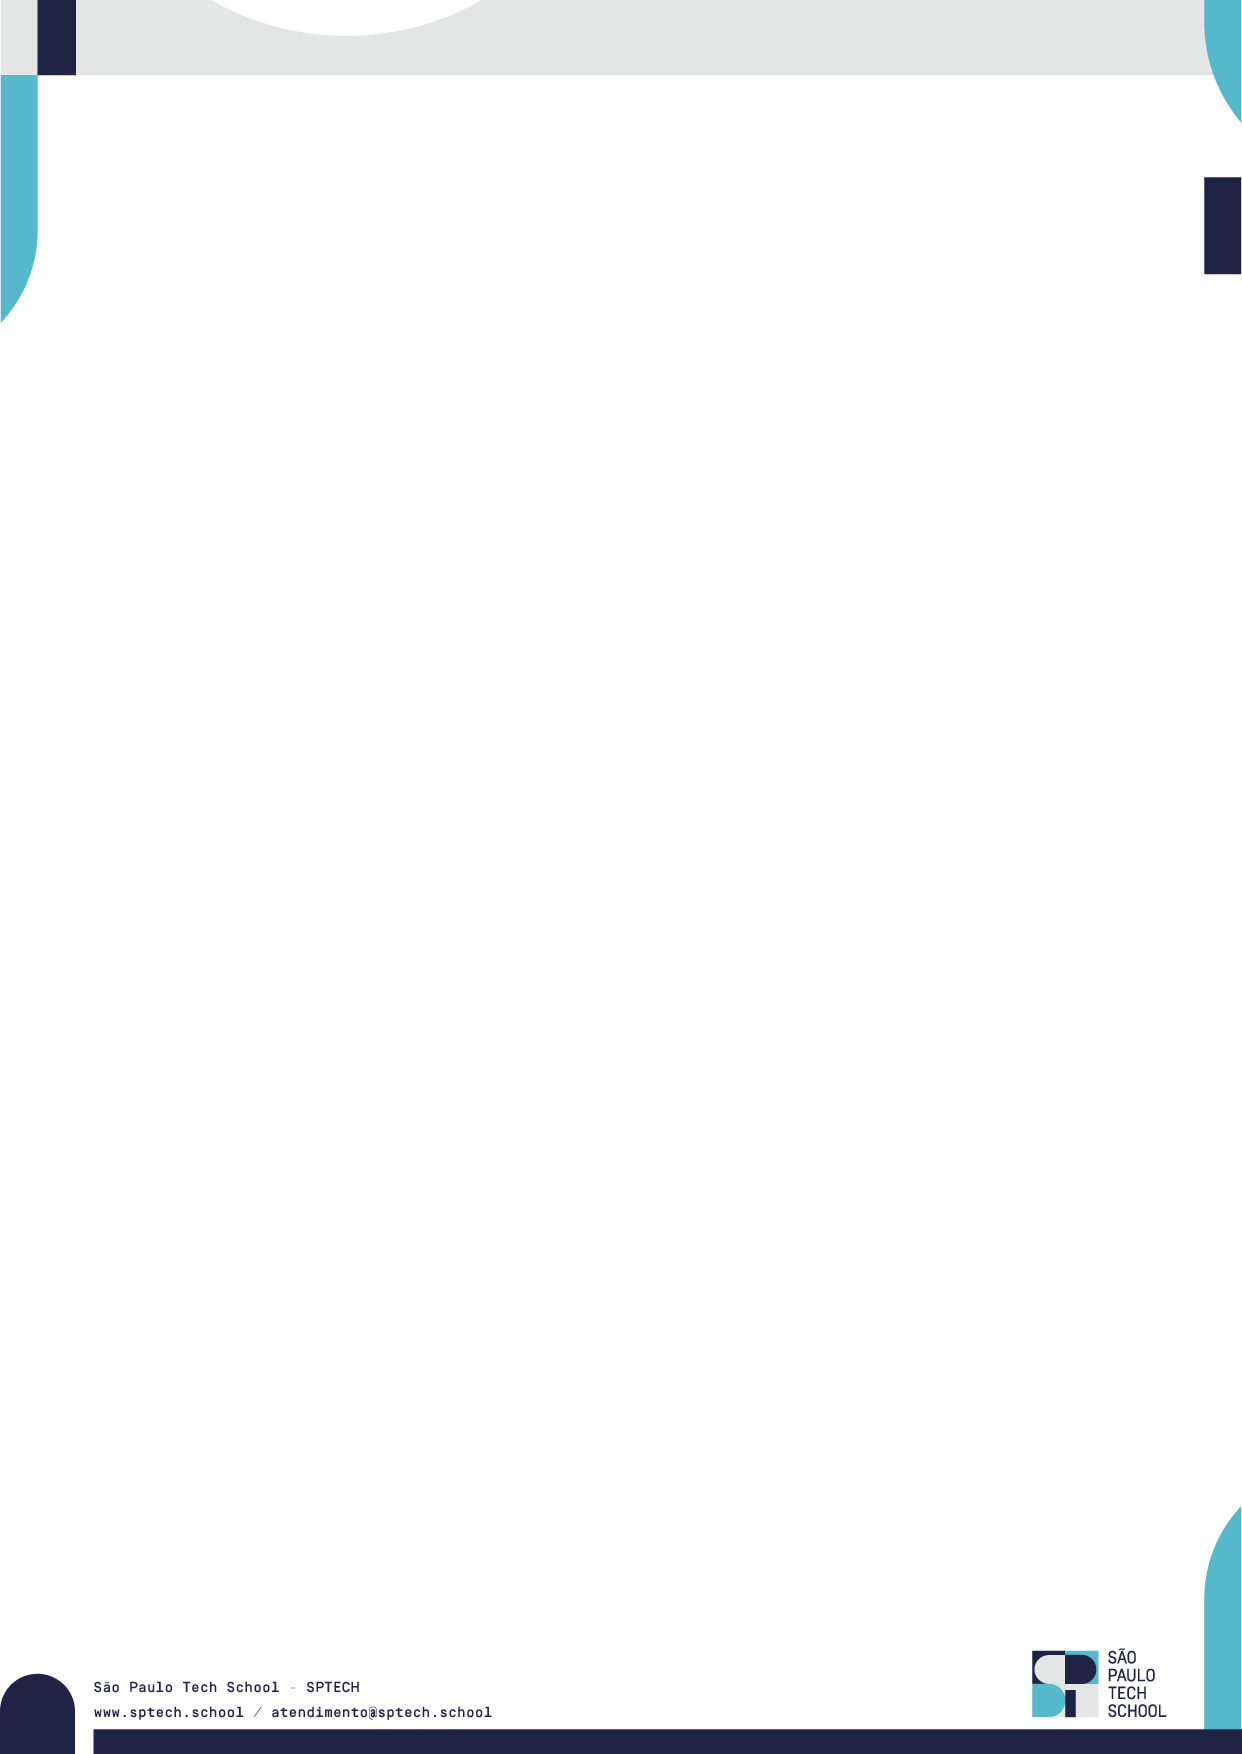 São Paulo Tech School - SPTECH
www.sptech.school / atendimento@sptech.school
SÃO
PAULO
TECH
SCHOOL